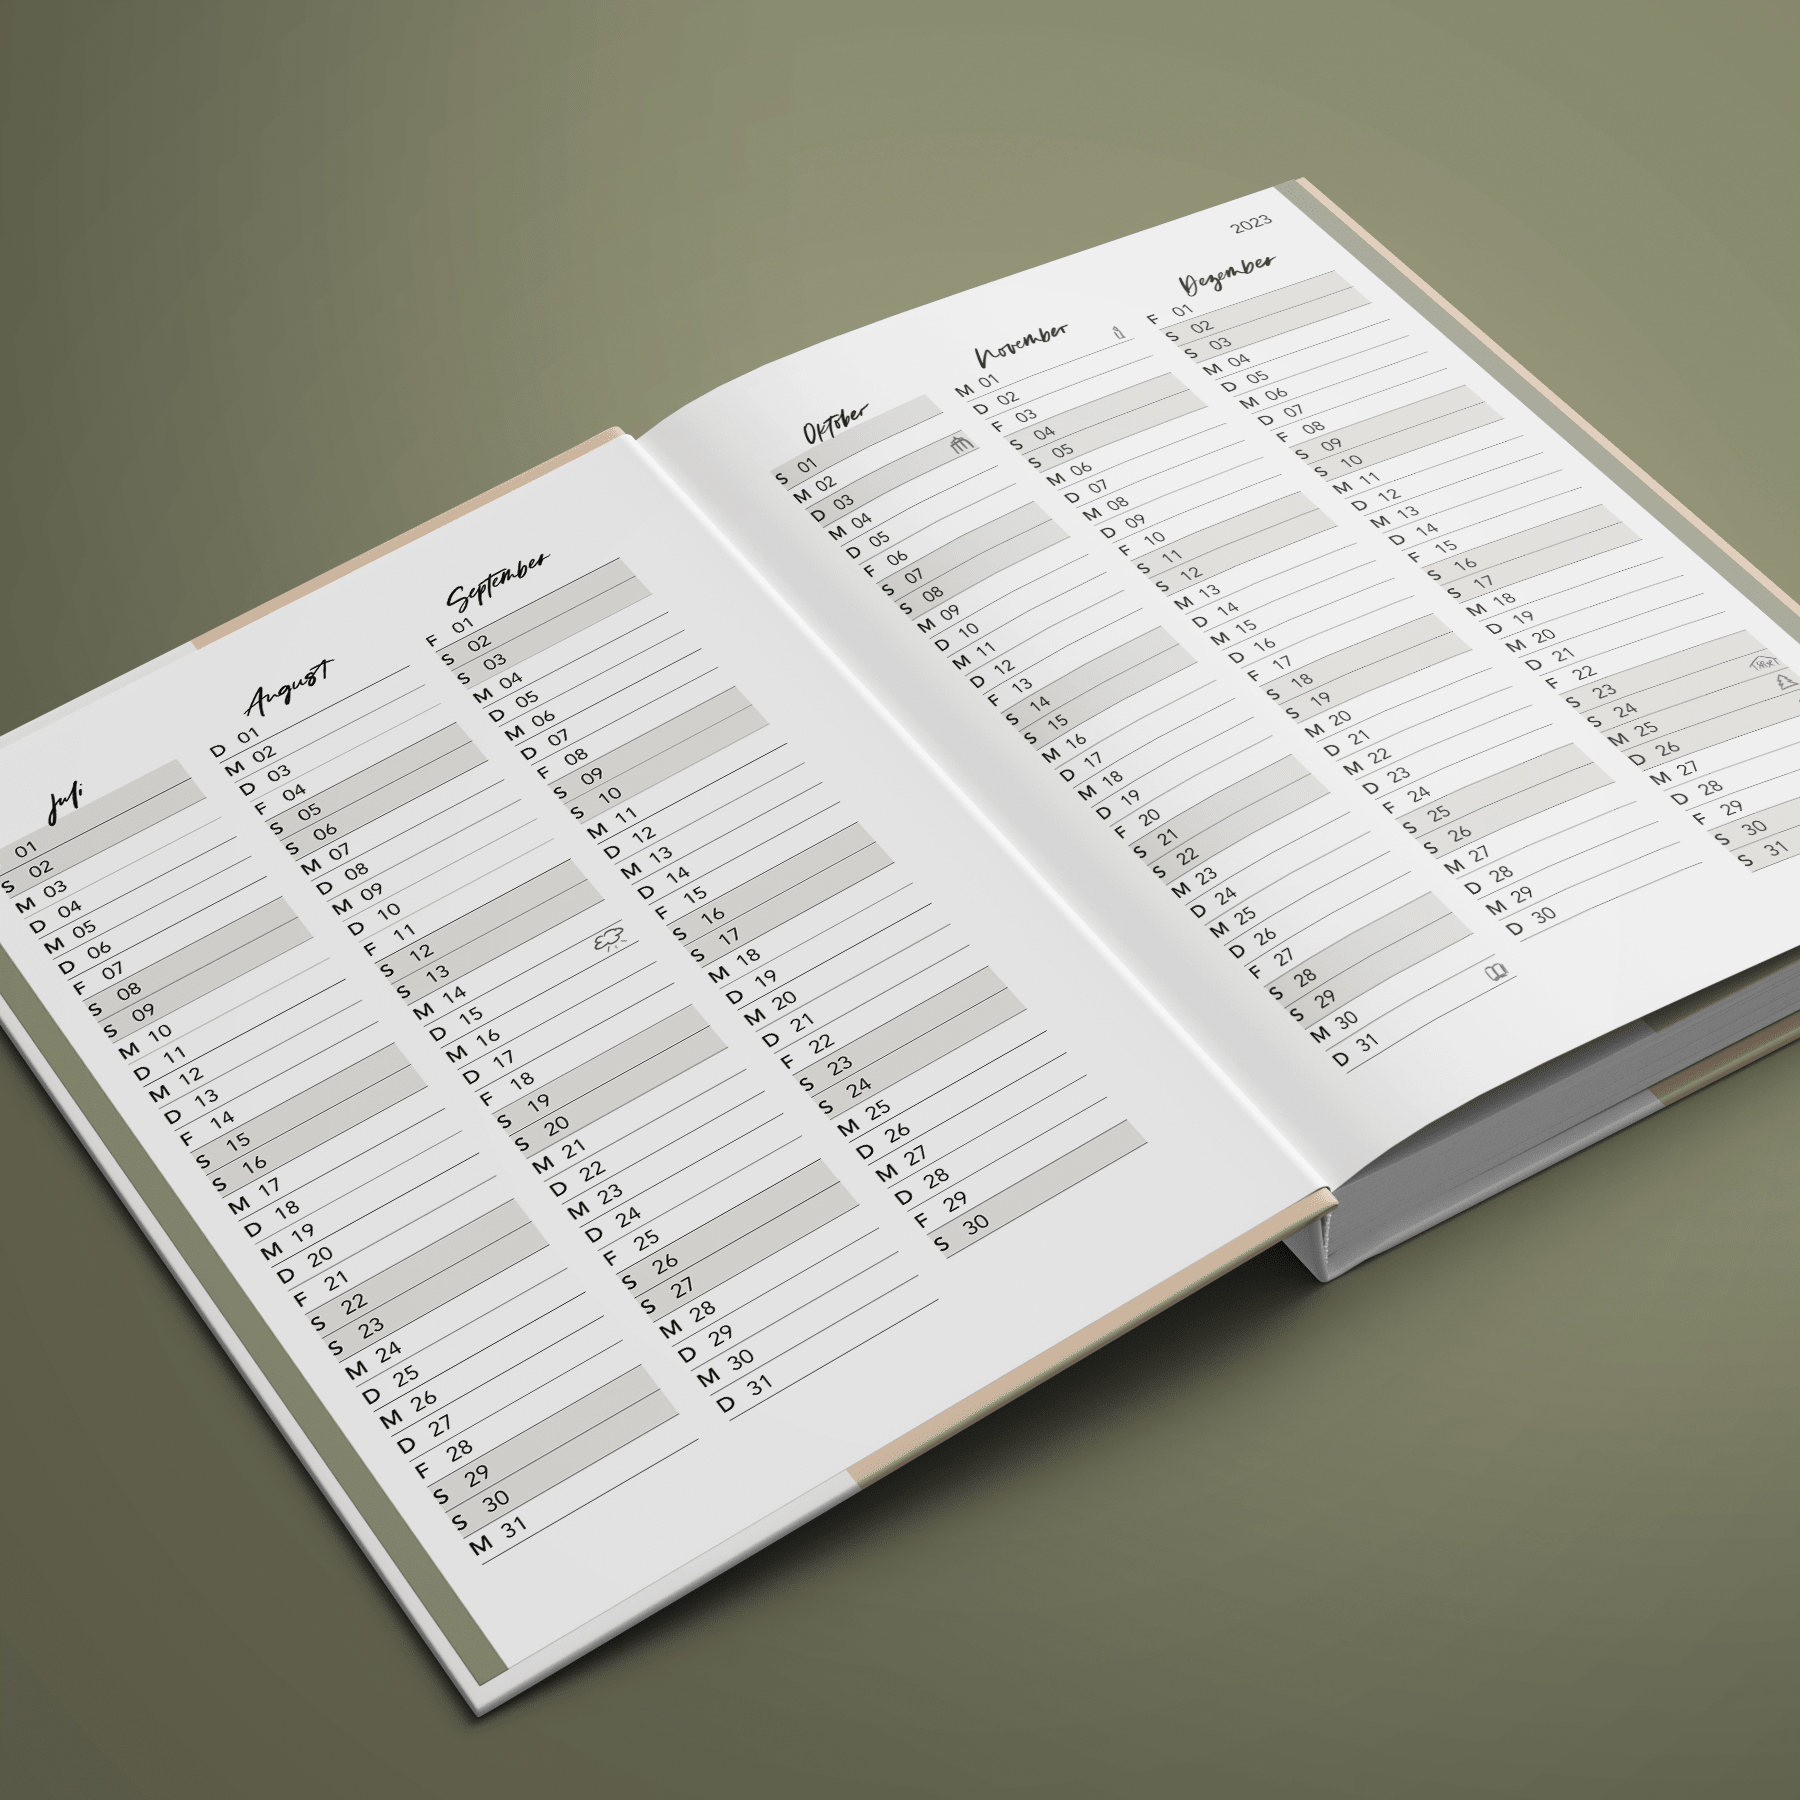 Juli
01
S 02
M 03
D 04
M 05
D 06
F 07
S 08
S 09
M 10
D 11
M 12
D 13
F 14
S 15
S 16
M 17
D 18
M 19
D 20
F 21
S 22
S 23
M 24
D 25
M 26
D 27
F 28
S 29
S 30
M 31
August
D 01
M 02
D 03
F 04
S 05
S 06
M 07
D 08
M 09
D 10
F 11
S 12
S 13
M 14
D 15
M 16
D 17
F 18
S 19
S 20
M 21
D 22
M 23
D 24
F 25
S 26
S 27
M 28
D 29
M 30
D 31
September
F 01
S 02
S 03
M 04
D 05
M 06
D 07
F 08
S 09
S 10
M 11
D 12
M 13
D 14
F 15
S 16
S 17
M 18
D 19
M 20
D 21
F 22
S 23
S 24
M 25
D 26
M 27
D 28
F 29
S 30
2023
Oktober
S 01
M 02
D 03
M 04
D 05
F 06
S 07
S 08
M 09
D 10
M 11
D 12
F 13
S 14
S 15
M 16
D 17
M 18
D 19
F 20
S 21
S 22
M 23
D 24
M 25
D 26
F 27
S 28
S 29
M 30
D 31
November
M 01
D 02
F 03
S 04
S 05
M 06
D 07
M 08
D 09
F 10
S 11
S 12
M 13
D 14
M 15
D 16
F 17
S 18
S 19
M 20
D 21
M 22
D 23
F 24
S 25
S 26
M 27
D 28
M 29
D 30
Dezember
F 01
S 02
S 03
M 04
D 05
M 06
D 07
F 08
S 09
S 10
M 11
D 12
M 13
D 14
F 15
S 16
S 17
M 18
D 19
M 20
D 21
F 22
S 23
S 24
M 25
D 26
M 27
D 28
F 29
S 30
S 31